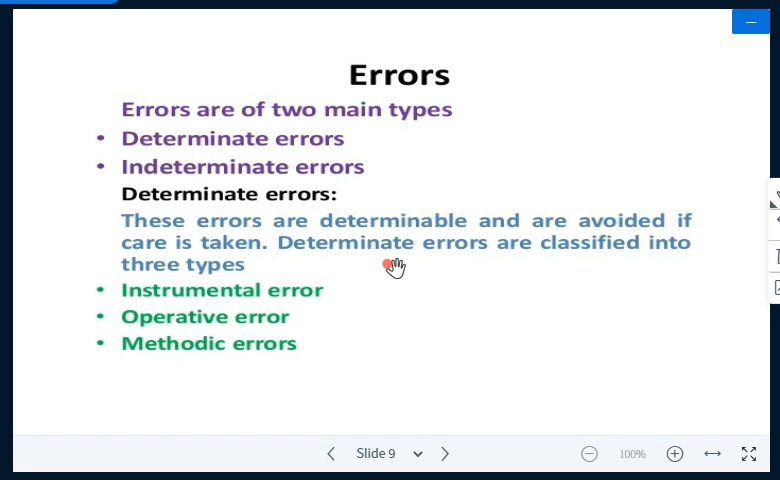 Errors
Errors are of two main types
• Determinate errors
• Indeterminate errors
Determinate errors:
These errors are determinable and are avoided if
care is taken. Determinate errors are classified into
three types
• Instrumental error
• Operative error
• Methodic errors
Slide 9
100%